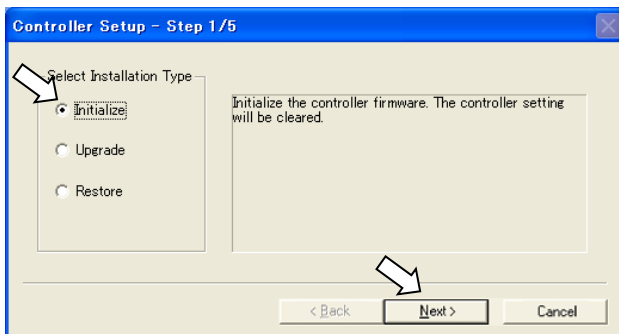 Controller Setup - Step 1/5
Select Installation Type
Initialize
Initialize the controller firmware. The controller setting
will be cleared.
Upgrade
Restore
< Back
Next >
Cancel